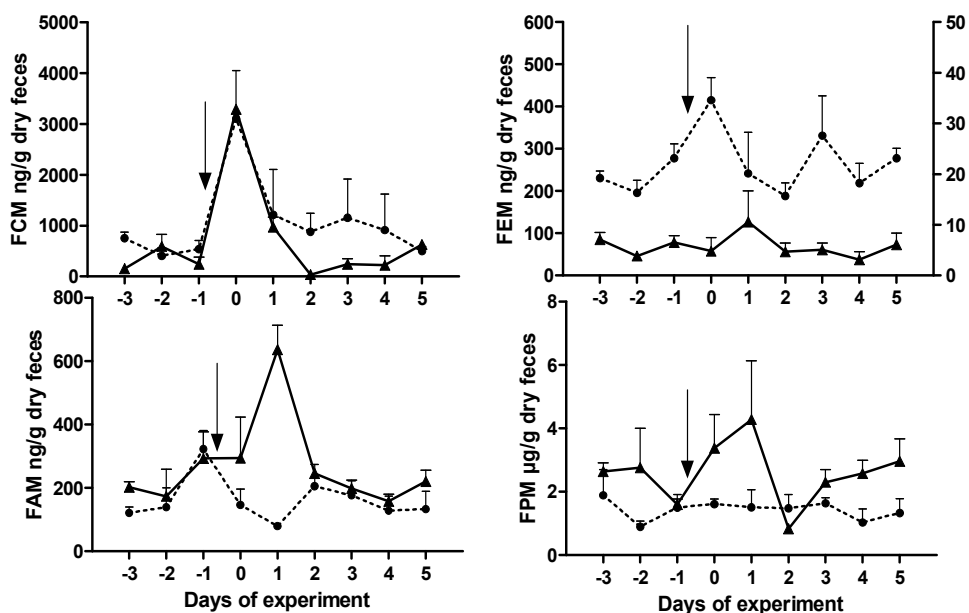 FCM ng/g dry feces
5000
4000
3000
2000
1000
0
-3 -2 -1 0 1 2 3 4 5
FEM ng/g dry feces
600
500
400
300
200
100
0
50
40
30
20
10
0
-3 -2 -1 0 1 2 3 4 5
FAM ng/g dry feces
800
600
400
200
0
-3 -2 -1 0 1 2 3 4 5
Days of experiment
FPM µg/g dry feces
8
6
4
2
0
-3 -2 -1 0 1 2 3 4 5
Days of experiment